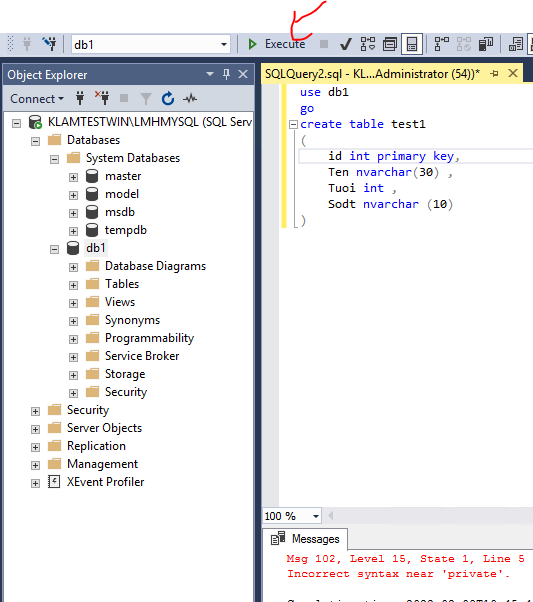 db1
Execute
Object Explorer
Connect
KLAMTESTWIN\LMHMYSQL (SQL Serv
Databases
System Databases
master
model
msdb
tempdb
db1
Database Diagrams
Tables
Views
Synonyms
Programmability
Service Broker
Storage
Security
Security
Server Objects
Replication
Management
XEvent Profiler
SQLQuery2.sql - KL...Administrator (54))*
use db1
go
create table test1
(
id int primary key,
Ten nvarchar(30) ,
Tuoi int ,
Sodt nvarchar (10)
)
100 %
Messages
Msg 102, Level 15, State 1, Line 5
Incorrect syntax near 'private'.